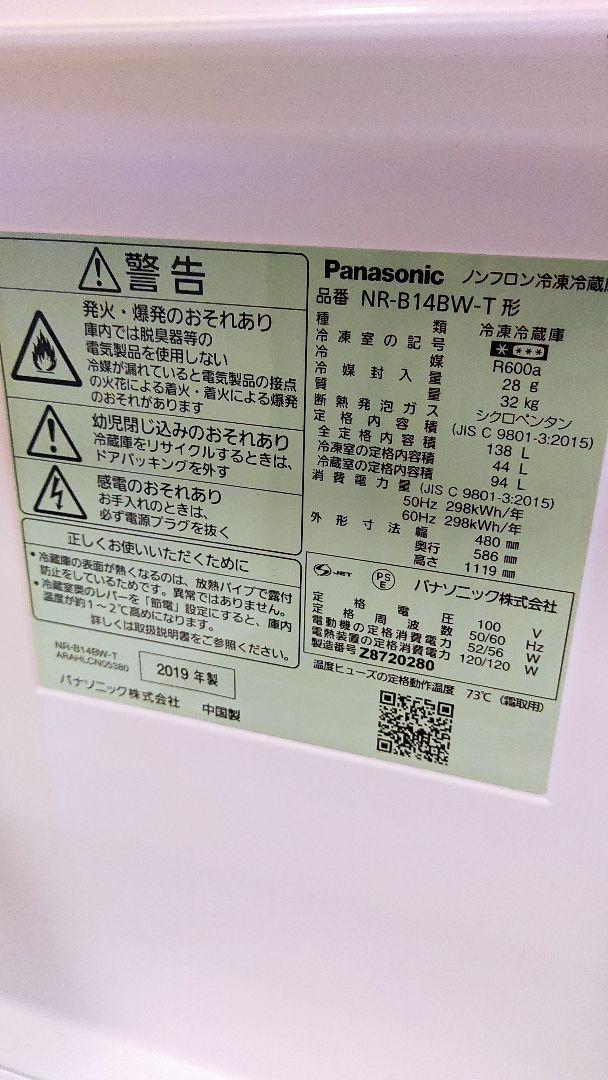 警告
発火・爆発のおそれあり
庫内では脱臭器等の
電気製品を使用しない
冷媒が漏れていると電気製品の接点
の火花による着火・着火による爆発
のおそれがあります
幼児閉じ込みのおそれあり
冷蔵庫をリサイクルするときは、
ドアパッキングを外す
感電のおそれあり
お手入れのときは、
必ず電源プラグを抜く
正しくお使いいただくために
• 冷蔵庫の表面が熱くなるのは、放熱パイプで露付
防止をしているためです。異常ではありません。
• 冷蔵室奥のレバーを「節電」設定にすると、庫内
温度が約1~2℃高めになります。
詳しくは取扱説明書をご参照ください。
NR-B14BW-T
ARAHLCN05380
2019 年製
パナソニック株式会社 中国製
Panasonic ノンフロン冷凍冷蔵庫
品番 NR-B14BW-T 形
種類 冷凍冷蔵庫
冷凍室の記号 * ***
冷媒 R600a
冷媒封入量 28 g
質量 32 kg
断熱発泡ガス シクロペンタン
定格内容積 (JIS C 9801-3:2015)
全定格内容積 138 L
冷凍室の定格内容積 44 L
冷蔵室の定格内容積 94 L
消費電力量 (JIS C 9801-3:2015)
50Hz 298kWh/年
60Hz 298kWh/年
外形寸法 幅 480 mm
奥行 586 mm
高さ 1119 mm
S-JET PSE パナソニック株式会社
定格電圧 100 V
定格周波数 50/60 Hz
電動機の定格消費電力 52/56 W
電熱装置の定格消費電力 120/120 W
製造番号 Z8720280
温度ヒューズの定格動作温度 73℃ (霜取用)